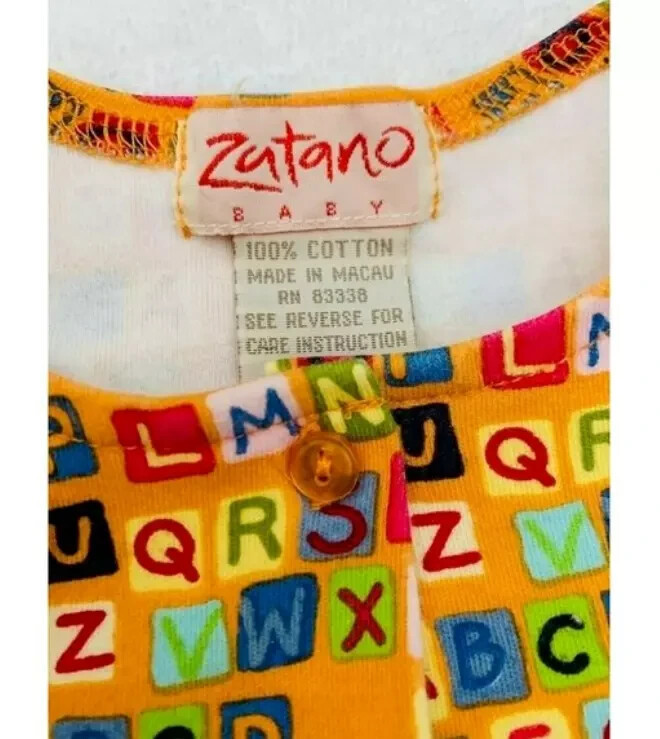 Zutano
BABY
100% COTTON
MADE IN MACAU
RN 83338
SEE REVERSE FOR
CARE INSTRUCTION
L M
L M N
U Q R
U Q R S
Z V
Z V W X
B C